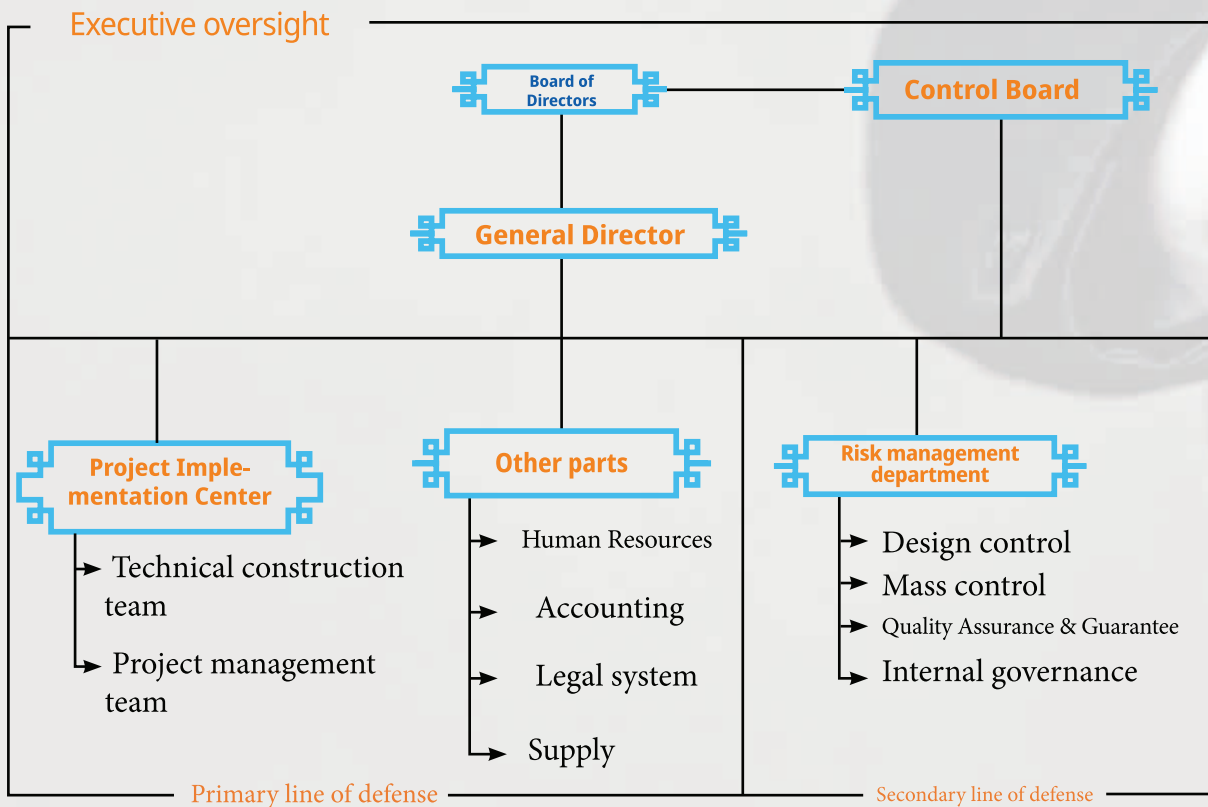 Executive oversight
Board of
Directors
Control Board
General Director
Project Imple-
mentation Center
Technical construction
team
Project management
team
Other parts
Human Resources
Accounting
Legal system
Supply
Risk management
department
Design control
Mass control
Quality Assurance & Guarantee
Internal governance
Primary line of defense
Secondary line of defense